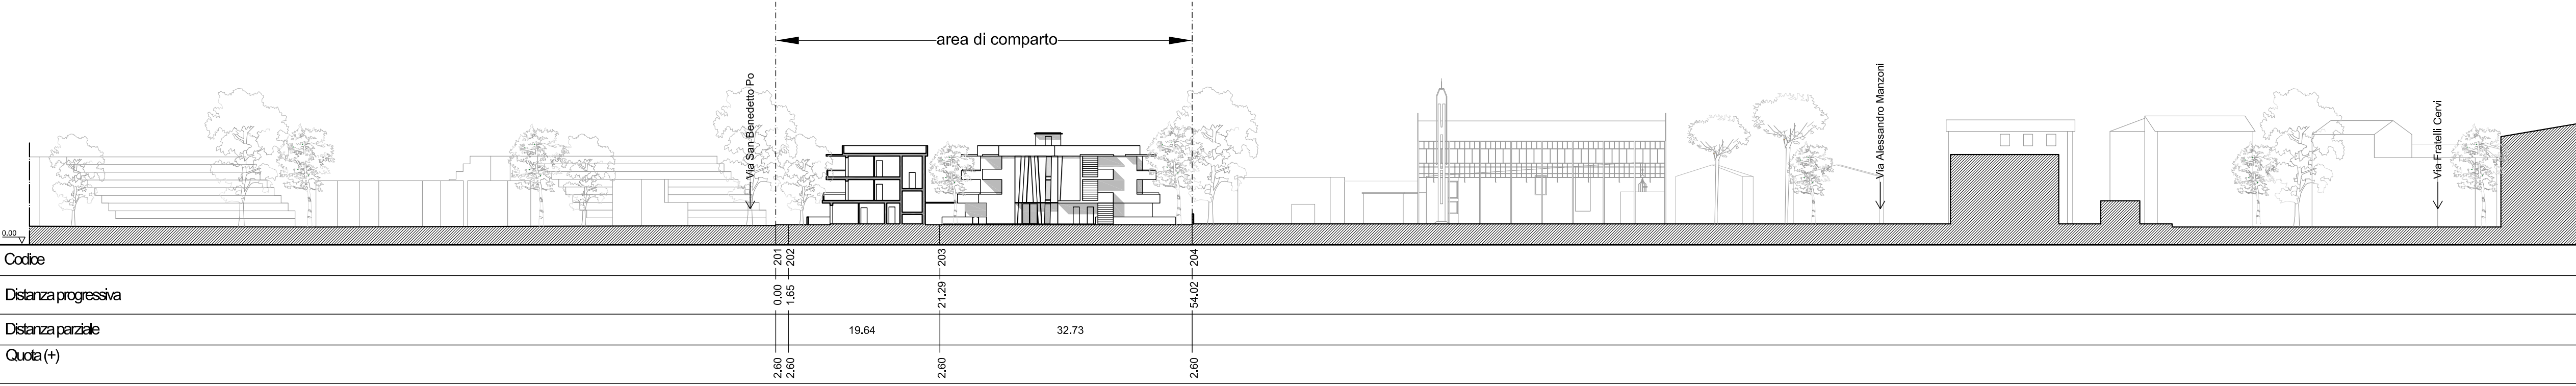 area di comparto
Via San Benedetto Po
Via Alessandro Manzoni
Via Fratelli Cervi
0.00
Codice 201 202 203 204
Distanza progressiva 0.00 1.65 21.29 54.02
Distanza parziale 19.64 32.73
Quota (+) 2.60 2.60 2.60 2.60